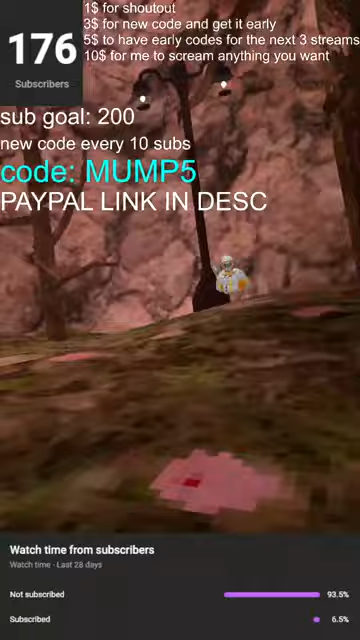 176
Subscribers
1$ for shoutout
3$ for new code and get it early
5$ to have early codes for the next 3 streams
10$ for me to scream anything you want
sub goal: 200
new code every 10 subs
code: MUMP5
PAYPAL LINK IN DESC
Watch time from subscribers
Watch time · Last 28 days
Not subscribed 93.5%
Subscribed 6.5%